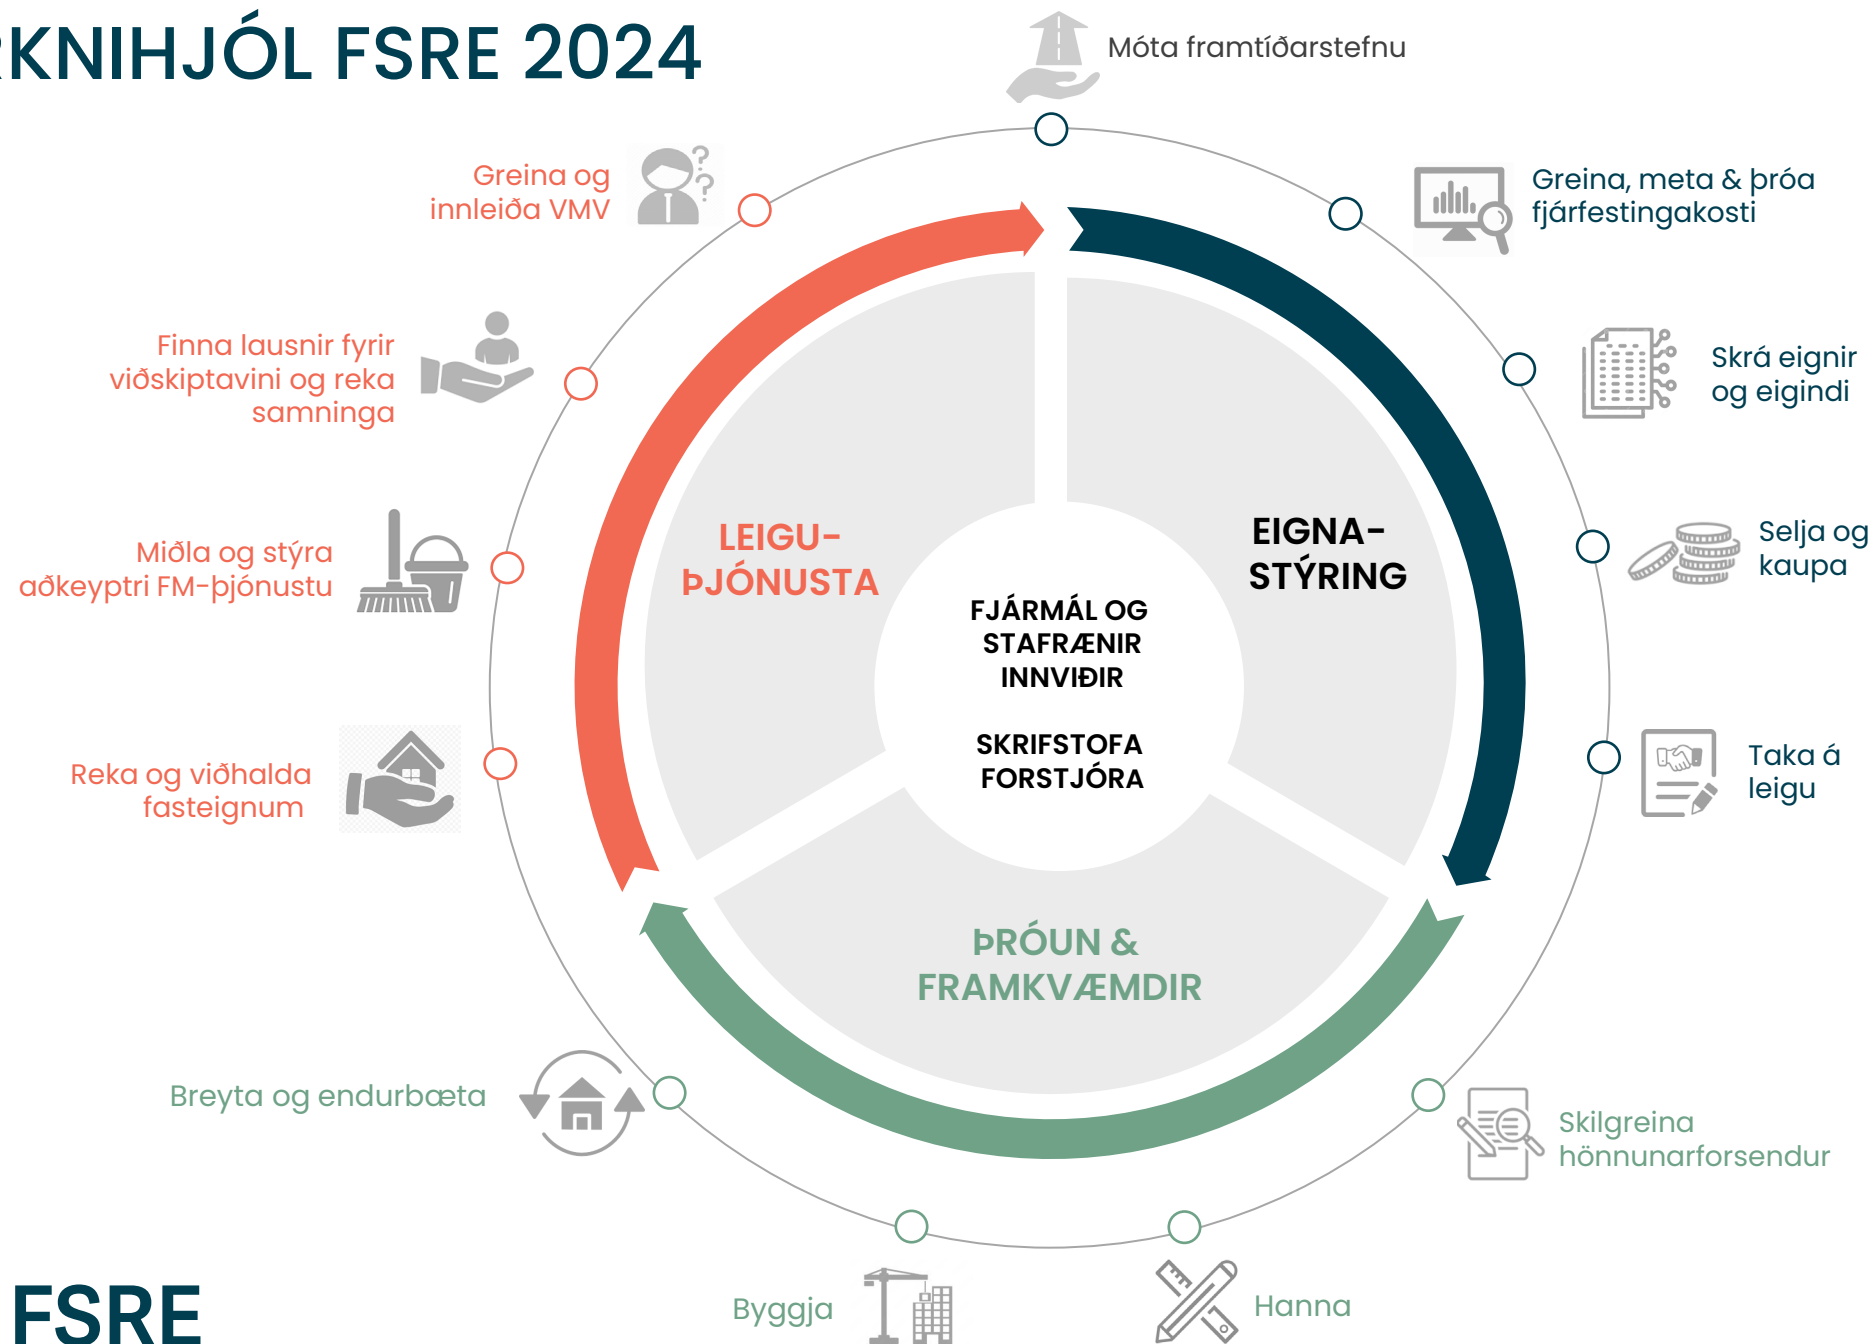 RKNIHJÓL FSRE 2024
Móta framtíðarstefnu
Greina, meta & þróa
fjárfestingakosti
Skrá eignir
og eigindi
Selja og
kaupa
Taka á
leigu
Skilgreina
hönnunarforsendur
Hanna
Byggja
Breyta og endurbæta
Reka og viðhalda
fasteignum
Miðla og stýra
aðkeyptri FM-þjónustu
Finna lausnir fyrir
viðskiptavini og reka
samninga
Greina og
innleiða VMV
LEIGU-
ÞJÓNUSTA
EIGNA-
STÝRING
FJÁRMÁL OG
STAFRÆNIR
INNVIÐIR
SKRIFSTOFA
FORSTJÓRA
ÞRÓUN &
FRAMKVÆMDIR
FSRE